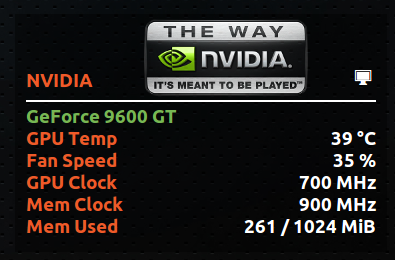 THE WAY
NVIDIA.
IT'S MEANT TO BE PLAYED™
NVIDIA
GeForce 9600 GT
GPU Temp 39 °C
Fan Speed 35 %
GPU Clock 700 MHz
Mem Clock 900 MHz
Mem Used 261 / 1024 MiB